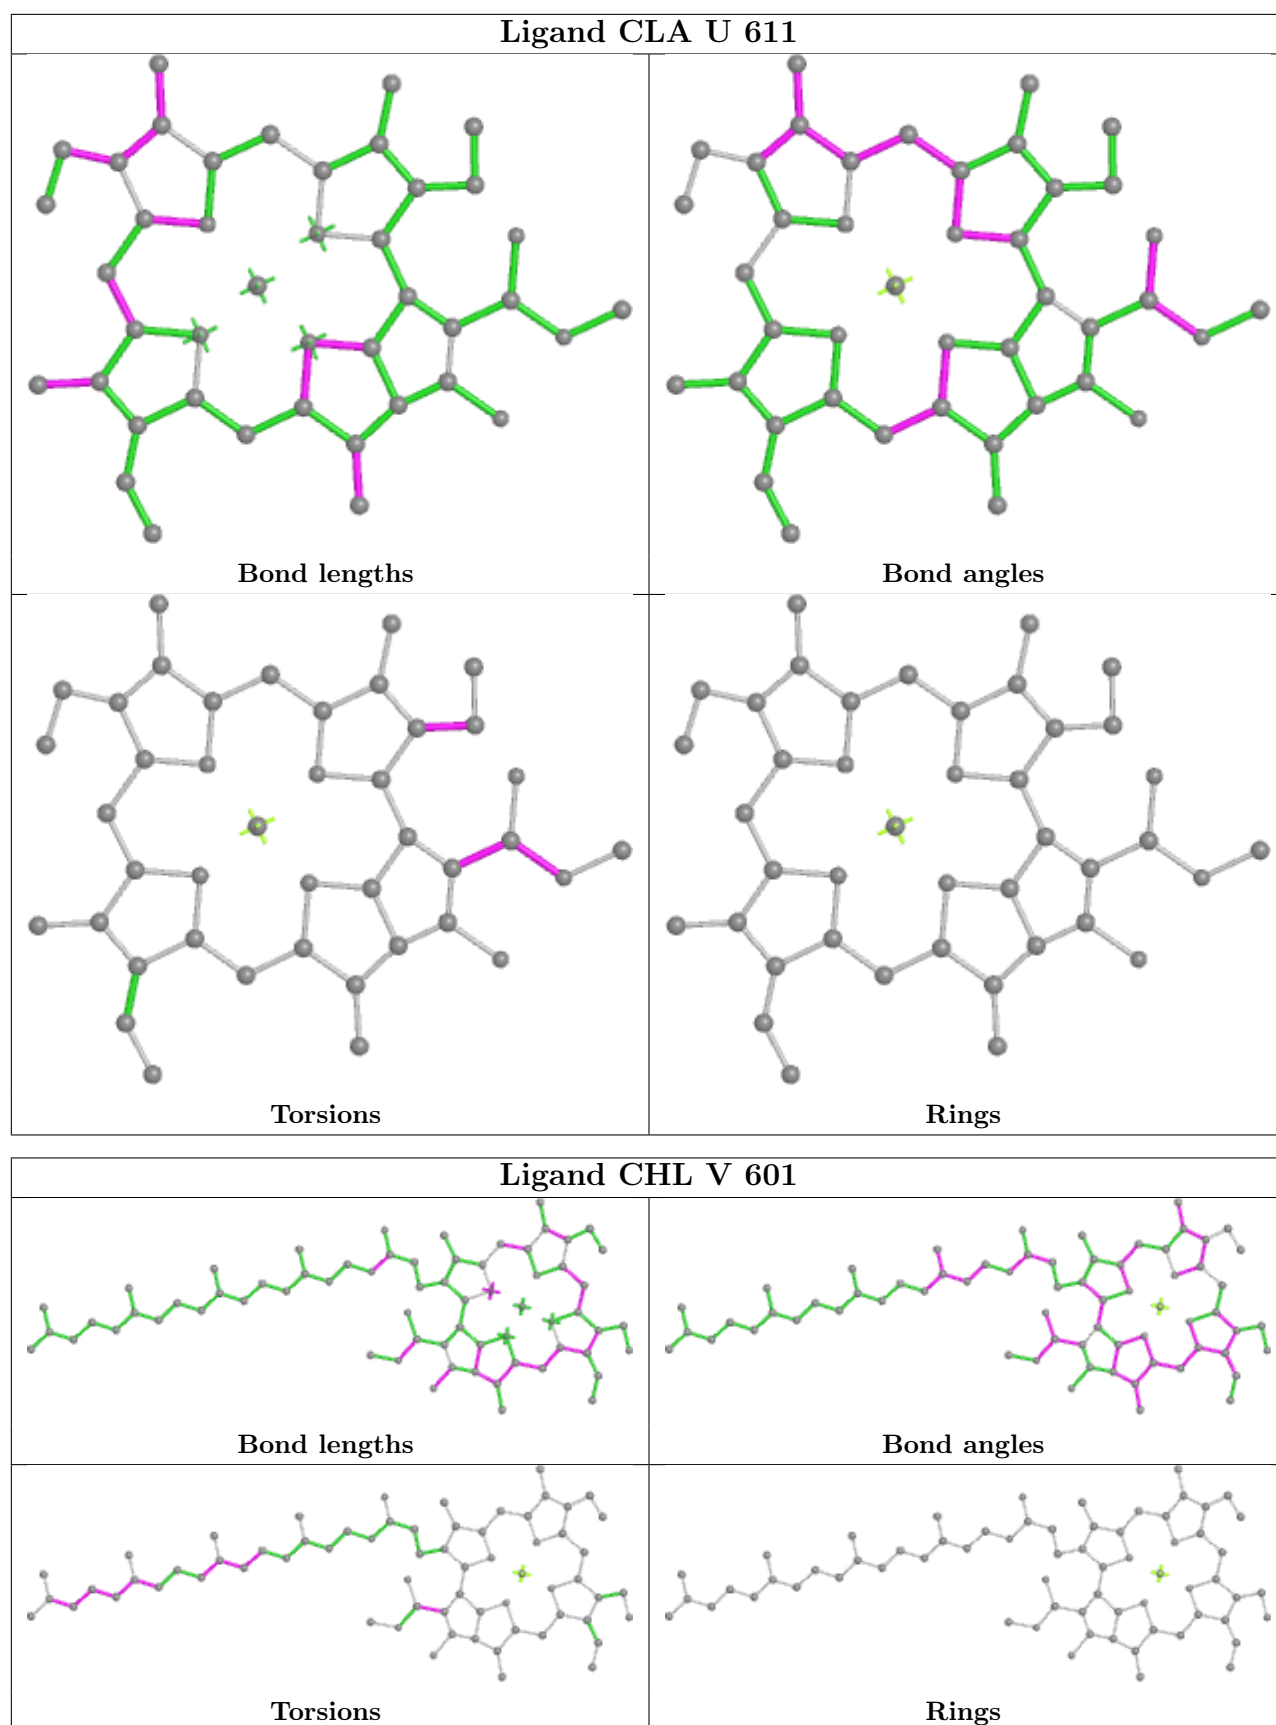 Ligand CLA U 611
Bond lengths
Bond angles
Torsions
Rings
Ligand CHL V 601
Bond lengths
Bond angles
Torsions
Rings